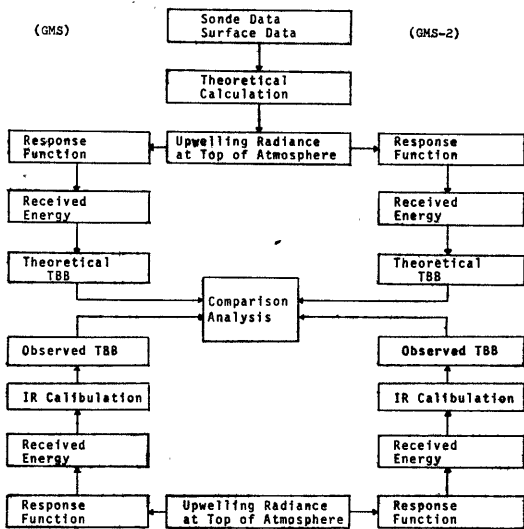 (GMS)
Sonde Data
Surface Data
(GMS-2)
Theoretical
Calculation
Response
Function
Upwelling Radiance
at Top of Atmosphere
Response
Function
Received
Energy
Received
Energy
Theoretical
TBB
Theoretical
TBB
Comparison
Analysis
Observed TBB
Observed TBB
IR Calibulation
IR Calibulation
Received
Energy
Received
Energy
Response
Function
Upwelling Radiance
at Top of Atmosphere
Response
Function